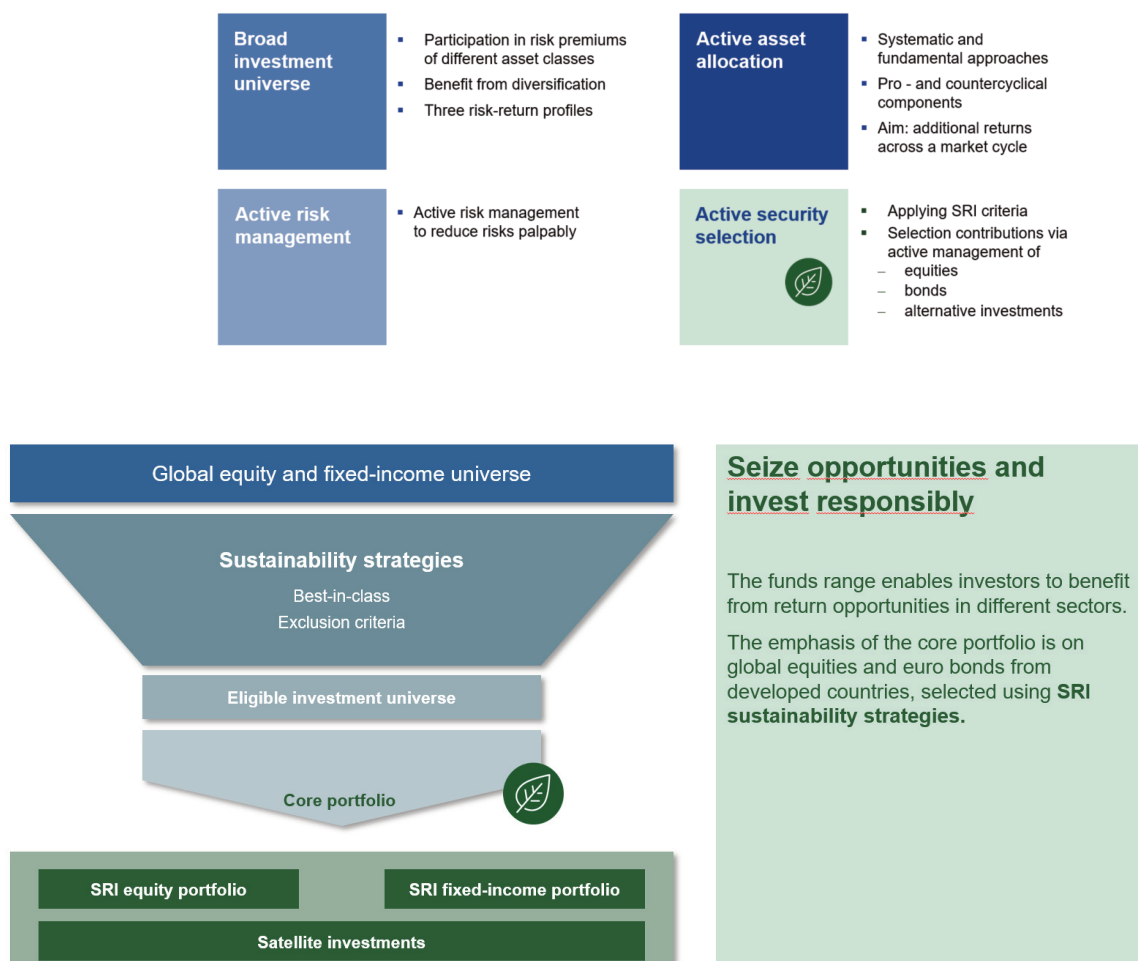 Broad
investment
universe
▪ Participation in risk premiums
of different asset classes
▪ Benefit from diversification
▪ Three risk-return profiles
Active asset
allocation
▪ Systematic and
fundamental approaches
▪ Pro - and countercyclical
components
▪ Aim: additional returns
across a market cycle
Active risk
management
▪ Active risk management
to reduce risks palpably
Active security
selection
▪ Applying SRI criteria
▪ Selection contributions via
active management of
– equities
– bonds
– alternative investments
Global equity and fixed-income universe
Sustainability strategies
Best-in-class
Exclusion criteria
Eligible investment universe
Core portfolio
SRI equity portfolio
SRI fixed-income portfolio
Satellite investments
Seize opportunities and
invest responsibly
The funds range enables investors to benefit
from return opportunities in different sectors.
The emphasis of the core portfolio is on
global equities and euro bonds from
developed countries, selected using SRI
sustainability strategies.